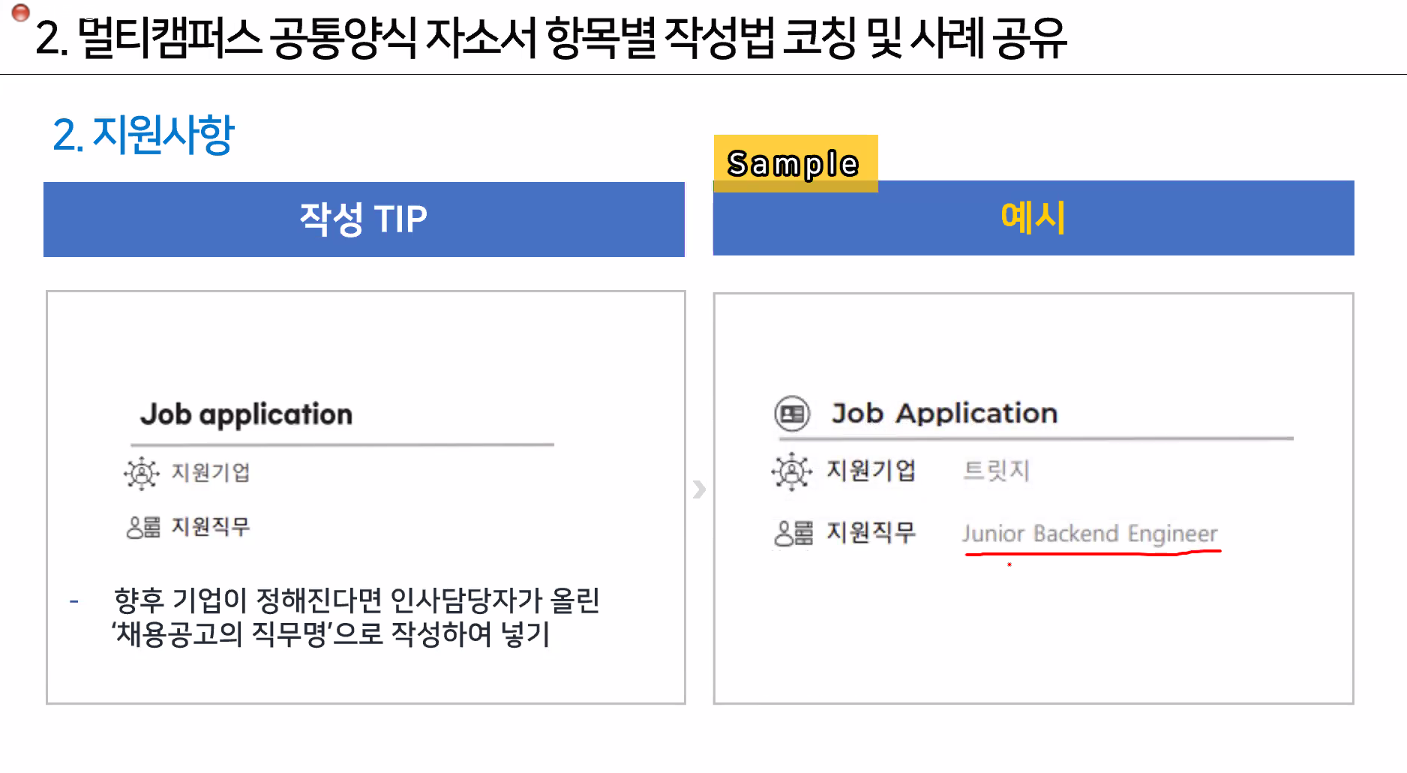 2. 멀티캠퍼스 공통양식 자소서 항목별 작성법 코칭 및 사례 공유
2. 지원사항
작성 TIP
Job application
지원기업
지원직무
- 향후 기업이 정해진다면 인사담당자가 올린
‘채용공고의 직무명’으로 작성하여 넣기
›
Sample
예시
Job Application
지원기업 트릿지
지원직무 Junior Backend Engineer